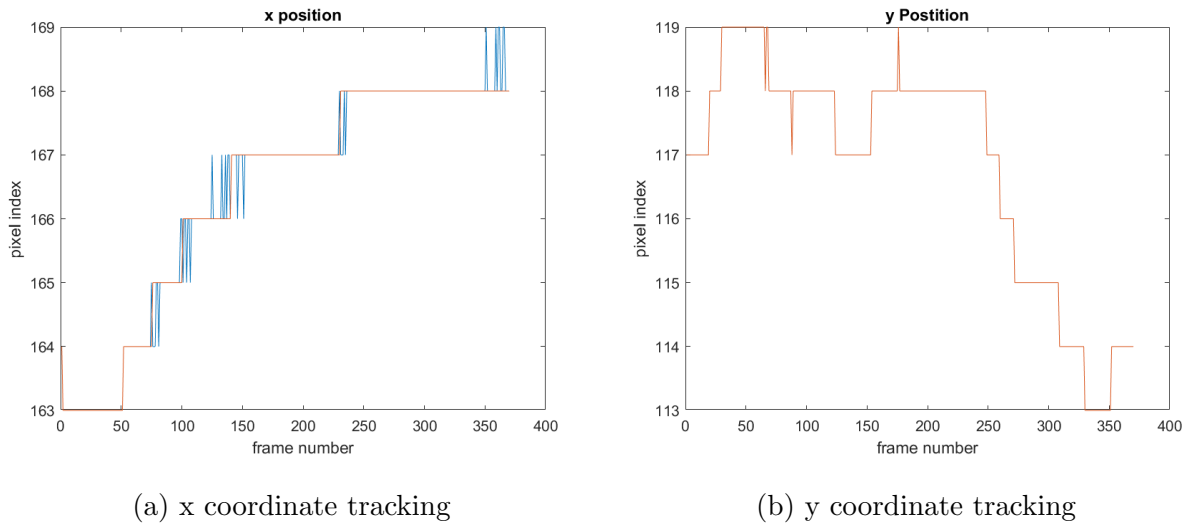 x position
169
168
167
166
165
164
163
pixel index
0 50 100 150 200 250 300 350 400
frame number
(a) x coordinate tracking
y Postition
119
118
117
116
115
114
113
pixel index
0 50 100 150 200 250 300 350 400
frame number
(b) y coordinate tracking